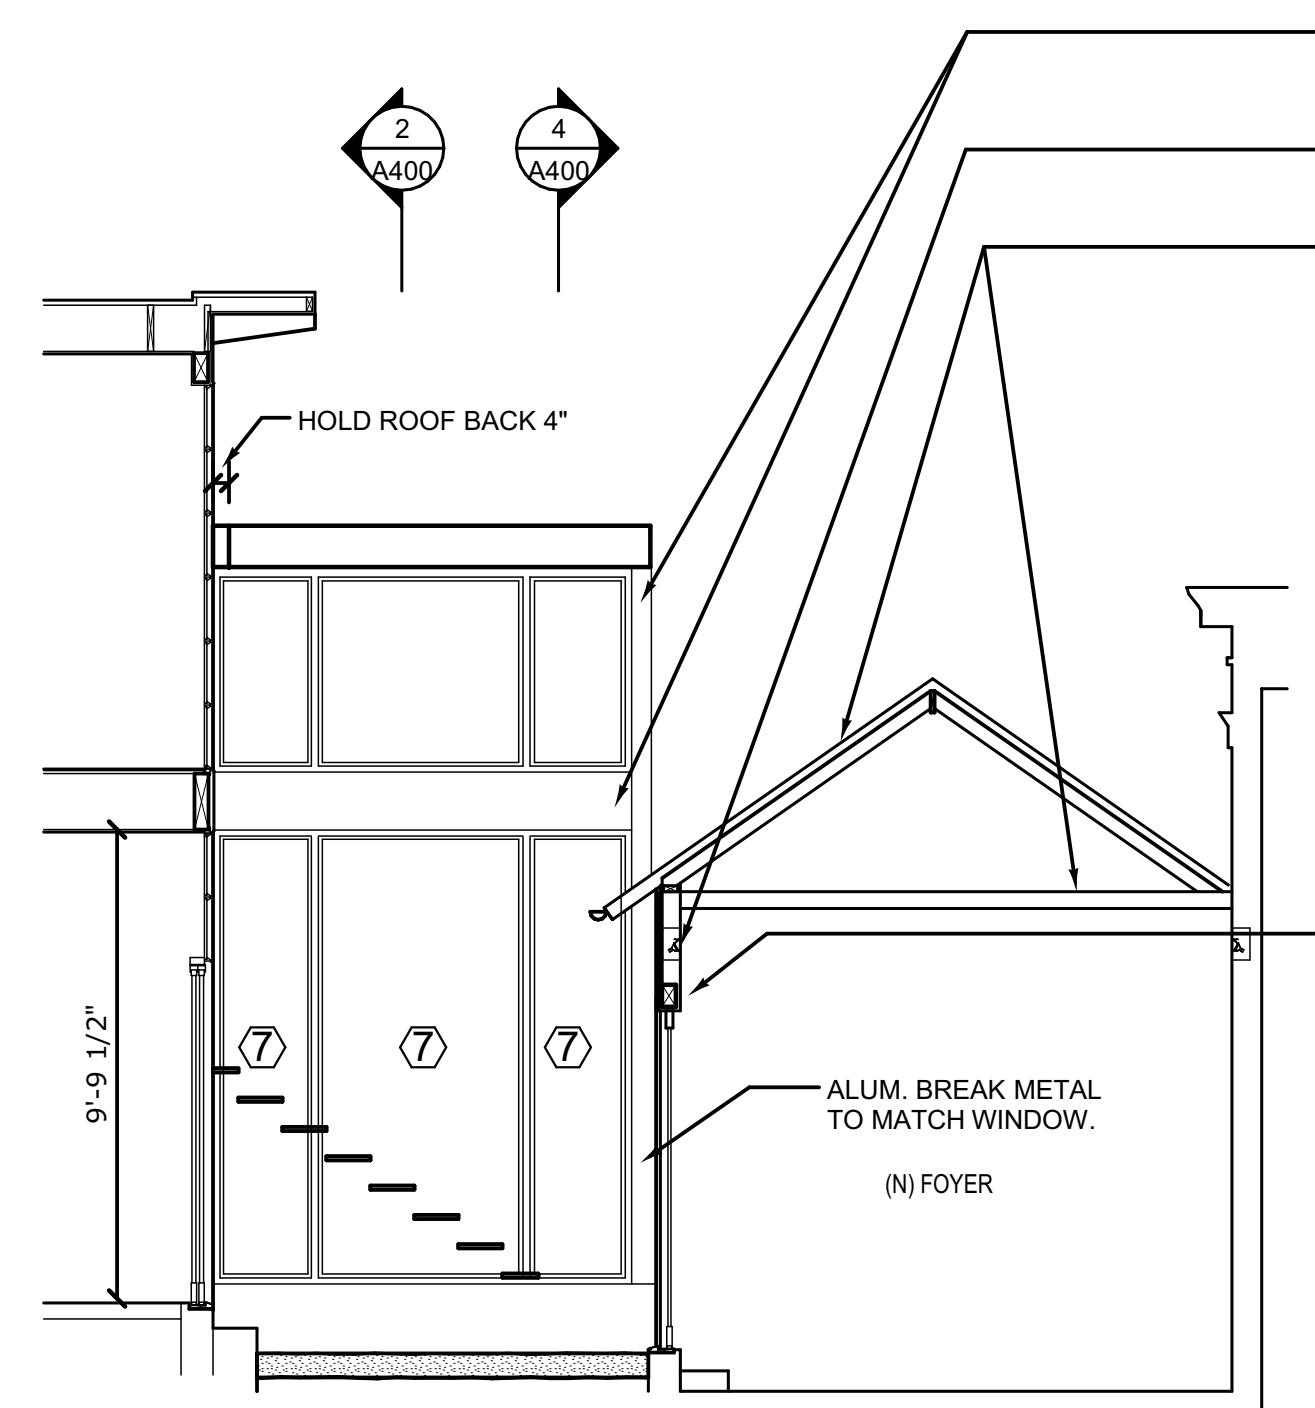 2
A400
4
A400
HOLD ROOF BACK 4"
9'-9 1/2"
7
7
7
ALUM. BREAK METAL
TO MATCH WINDOW.
(N) FOYER